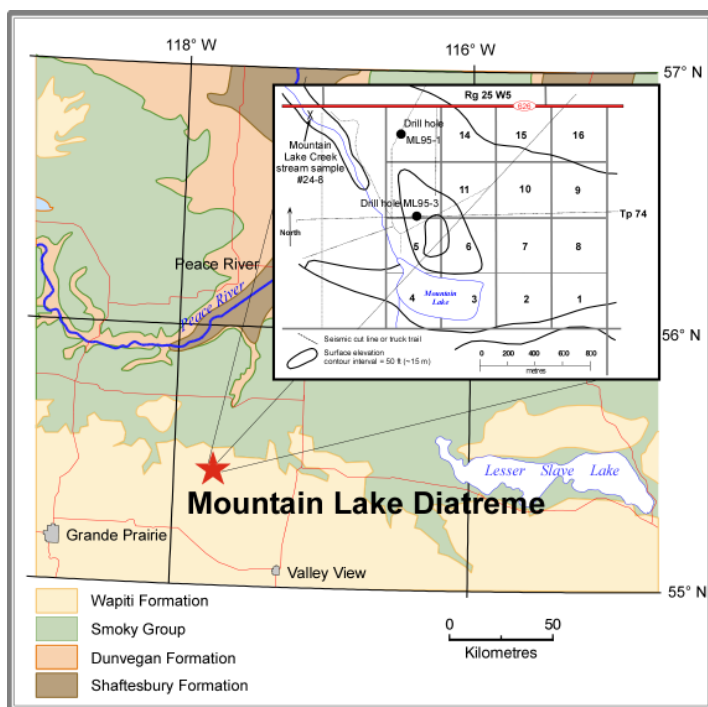 118° W
116° W
57° N
Rg 25 W5
626
Drill hole
ML95-1
14
15
16
Mountain
Lake Creek
stream sample
#24-8
X
11
10
9
Drill hole ML95-3
Tp 74
North
5
6
7
8
4
Mountain
Lake
3
2
1
Seismic cut line or truck trail
Surface elevation
contour interval = 50 ft (~15 m)
0
200
400
600
800
metres
Peace River
Peace River
56° N
Lesser Slave Lake
Mountain Lake Diatreme
Grande Prairie
Valley View
55° N
Wapiti Formation
Smoky Group
Dunvegan Formation
Shaftesbury Formation
0
50
Kilometres